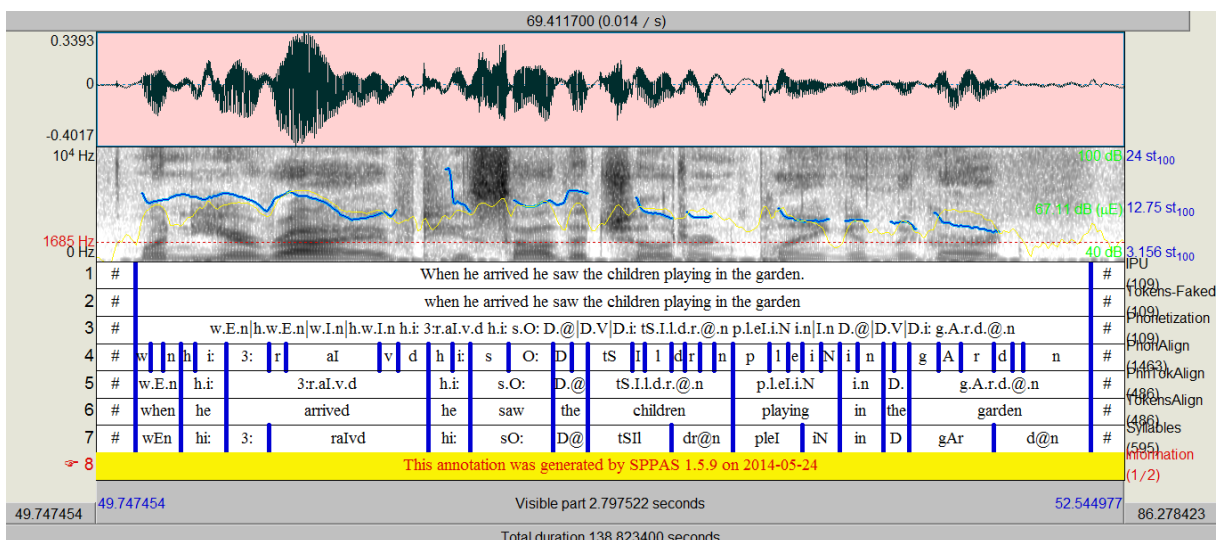 69.411700 (0.014 / s)
0.3393
0
-0.4017
10⁴ Hz
100 dB
24 st₁₀₀
67.11 dB (µE)
12.75 st₁₀₀
1685 Hz
0 Hz
40 dB
3.156 st₁₀₀
1 # When he arrived he saw the children playing in the garden. # IPU (109)
2 # when he arrived he saw the children playing in the garden # Tokens-Faked (109)
3 # w.E.n|h.w.E.n|w.I.n|h.w.I.n h.i: 3:r.aI.v.d h.i: s.O: D.@|D.V|D.i: tS.I.l.d.r.@.n p.l.eI.i.N i.n|I.n D.@|D.V|D.i: g.A.r.d.@.n # Phonetization (109)
4 # w n h i: 3: r aI v d h i: s O: D tS I l d r n p l e i N i n g A r d n # PhonAlign (1463)
5 # w.E.n h.i: 3:r.aI.v.d h.i: s.O: D.@ tS.I.l.d.r.@.n p.l.eI.i.N i.n D. g.A.r.d.@.n # PhnTokAlign (486)
6 # when he arrived he saw the children playing in the garden # TokensAlign (486)
7 # wEn hi: 3: raIvd hi: sO: D@ tSIl dr@n pleI iN in D gAr d@n # Syllables (595)
8 This annotation was generated by SPPAS 1.5.9 on 2014-05-24 Information (1/2)
49.747454 49.747454 Visible part 2.797522 seconds 52.544977 86.278423
Total duration 138.823400 seconds